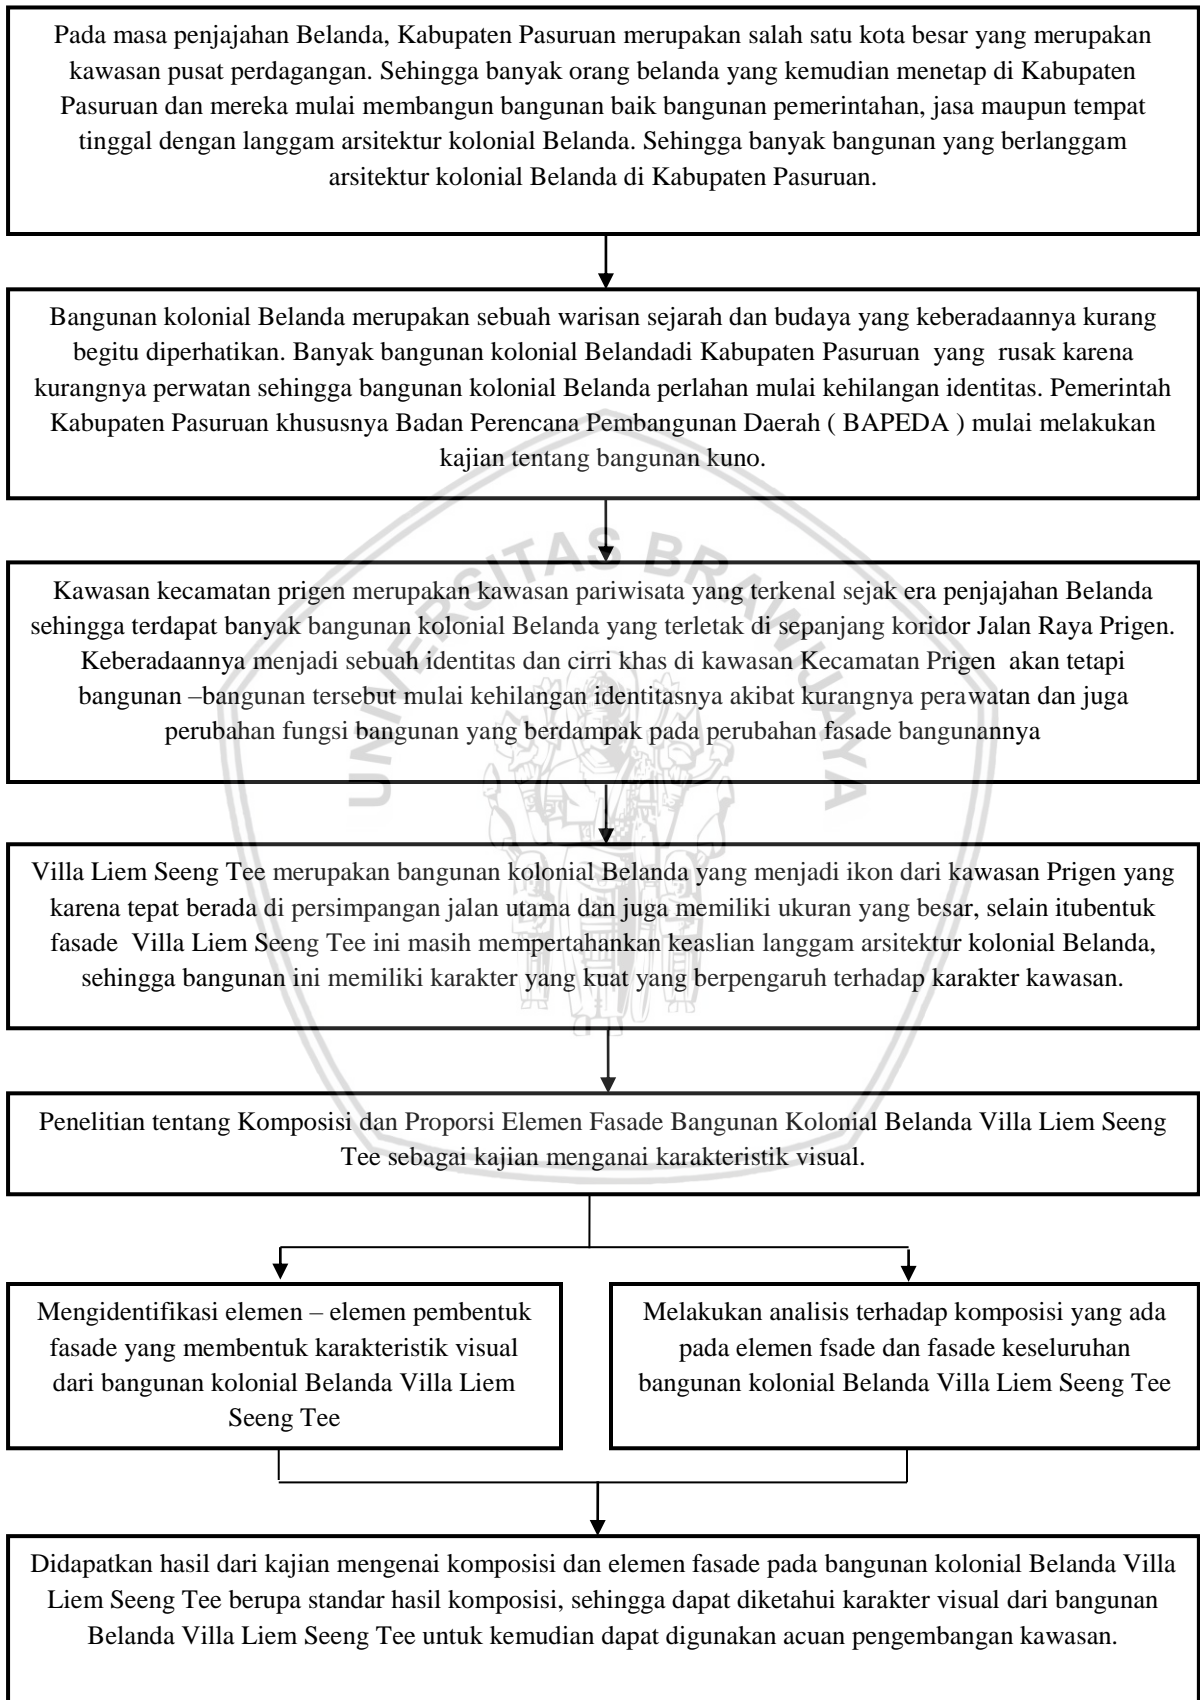 Pada masa penjajahan Belanda, Kabupaten Pasuruan merupakan salah satu kota besar yang merupakan
kawasan pusat perdagangan. Sehingga banyak orang belanda yang kemudian menetap di Kabupaten
Pasuruan dan mereka mulai membangun bangunan baik bangunan pemerintahan, jasa maupun tempat
tinggal dengan langgam arsitektur kolonial Belanda. Sehingga banyak bangunan yang berlanggam
arsitektur kolonial Belanda di Kabupaten Pasuruan.
Bangunan kolonial Belanda merupakan sebuah warisan sejarah dan budaya yang keberadaannya kurang
begitu diperhatikan. Banyak bangunan kolonial Belandadi Kabupaten Pasuruan yang rusak karena
kurangnya perwatan sehingga bangunan kolonial Belanda perlahan mulai kehilangan identitas. Pemerintah
Kabupaten Pasuruan khususnya Badan Perencana Pembangunan Daerah ( BAPEDA ) mulai melakukan
kajian tentang bangunan kuno.
Kawasan kecamatan prigen merupakan kawasan pariwisata yang terkenal sejak era penjajahan Belanda
sehingga terdapat banyak bangunan kolonial Belanda yang terletak di sepanjang koridor Jalan Raya Prigen.
Keberadaannya menjadi sebuah identitas dan cirri khas di kawasan Kecamatan Prigen akan tetapi
bangunan –bangunan tersebut mulai kehilangan identitasnya akibat kurangnya perawatan dan juga
perubahan fungsi bangunan yang berdampak pada perubahan fasade bangunannya
Villa Liem Seeng Tee merupakan bangunan kolonial Belanda yang menjadi ikon dari kawasan Prigen yang
karena tepat berada di persimpangan jalan utama dan juga memiliki ukuran yang besar, selain itubentuk
fasade Villa Liem Seeng Tee ini masih mempertahankan keaslian langgam arsitektur kolonial Belanda,
sehingga bangunan ini memiliki karakter yang kuat yang berpengaruh terhadap karakter kawasan.
Penelitian tentang Komposisi dan Proporsi Elemen Fasade Bangunan Kolonial Belanda Villa Liem Seeng
Tee sebagai kajian menganai karakteristik visual.
Mengidentifikasi elemen – elemen pembentuk
fasade yang membentuk karakteristik visual
dari bangunan kolonial Belanda Villa Liem
Seeng Tee
Melakukan analisis terhadap komposisi yang ada
pada elemen fsade dan fasade keseluruhan
bangunan kolonial Belanda Villa Liem Seeng Tee
Didapatkan hasil dari kajian mengenai komposisi dan elemen fasade pada bangunan kolonial Belanda Villa
Liem Seeng Tee berupa standar hasil komposisi, sehingga dapat diketahui karakter visual dari bangunan
Belanda Villa Liem Seeng Tee untuk kemudian dapat digunakan acuan pengembangan kawasan.
UNIVERSITAS BRAWIJAYA